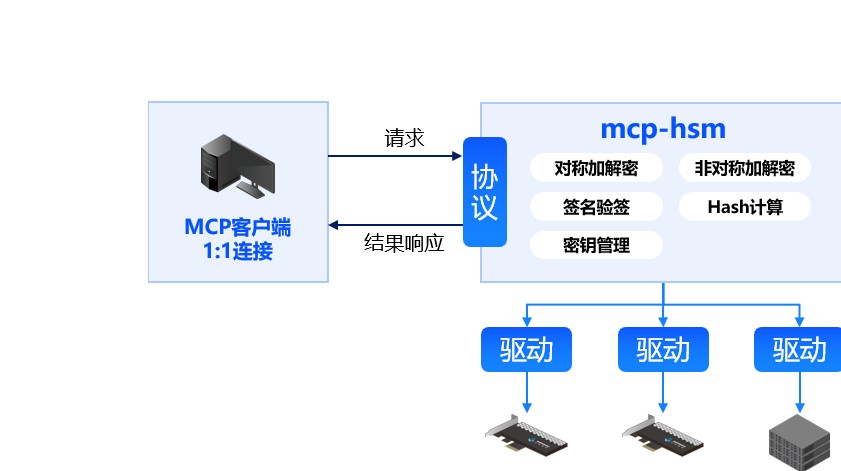 mcp-hsm
请求
协议
对称加解密
非对称加解密
签名验签
Hash计算
MCP客户端
1:1连接
结果响应
密钥管理
驱动
驱动
驱动